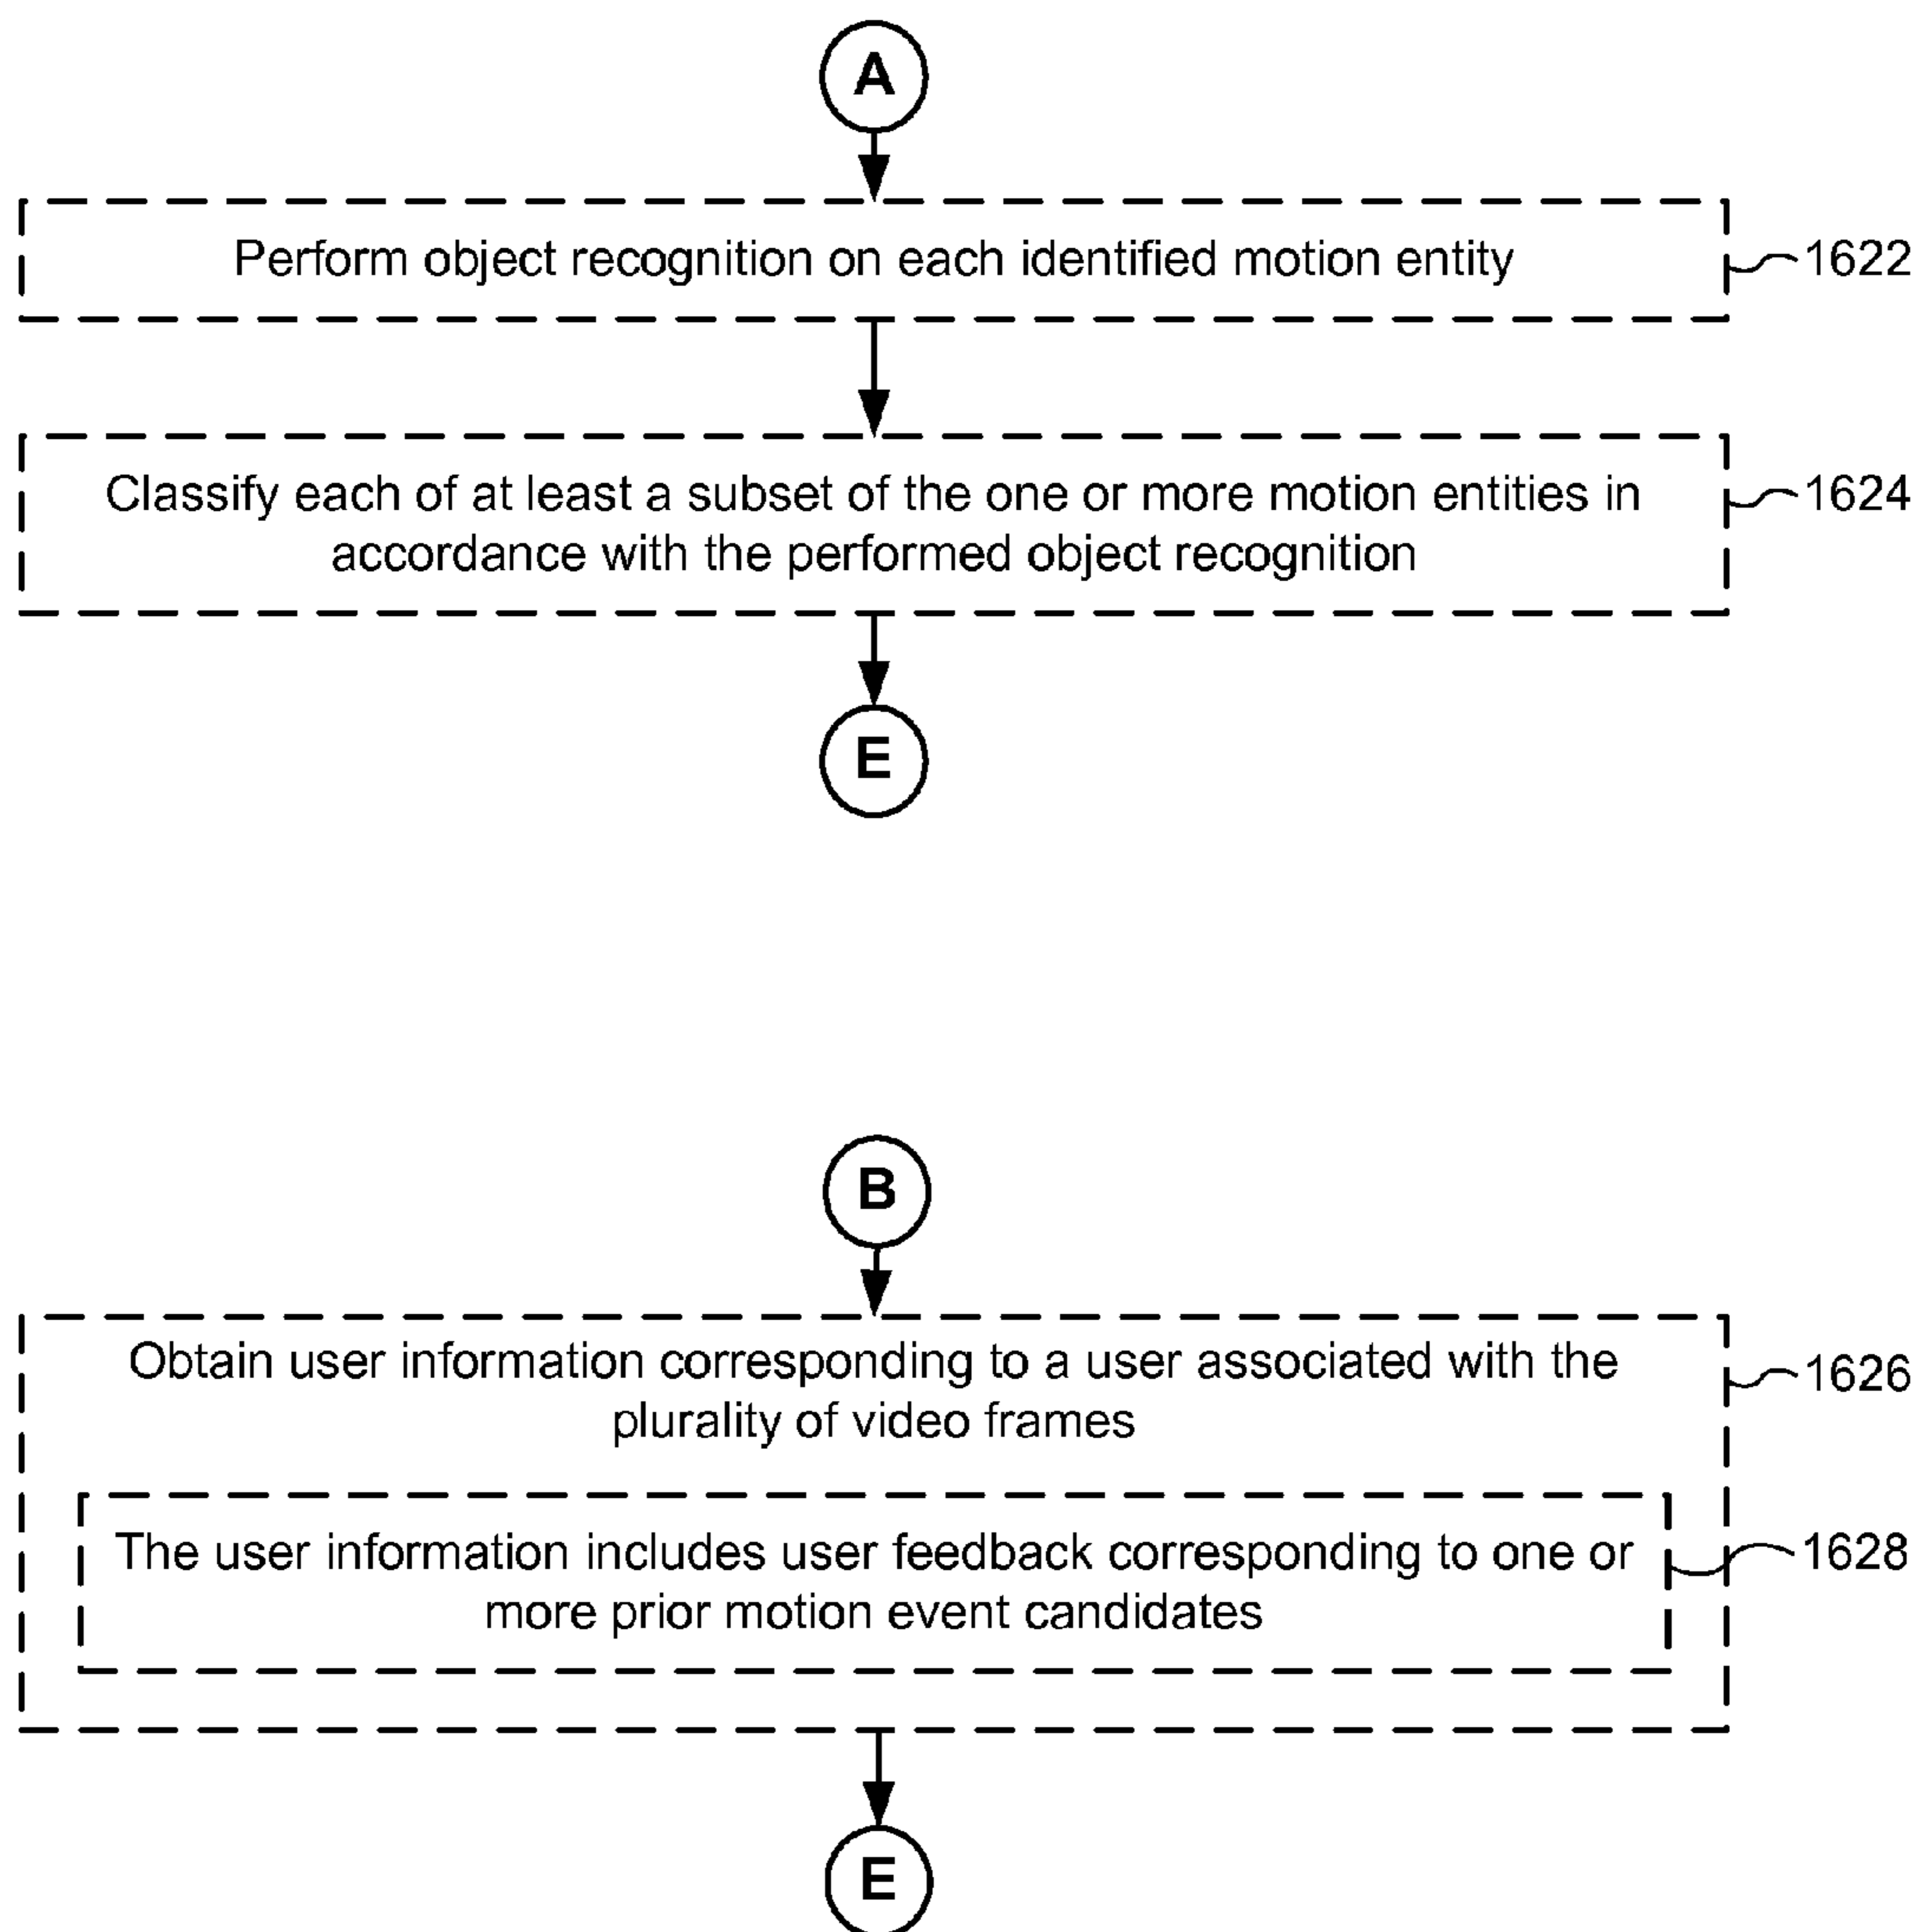 A
Perform object recognition on each identified motion entity
1622
Classify each of at least a subset of the one or more motion entities in
accordance with the performed object recognition
1624
E
B
Obtain user information corresponding to a user associated with the
plurality of video frames
1626
The user information includes user feedback corresponding to one or
more prior motion event candidates
1628
E